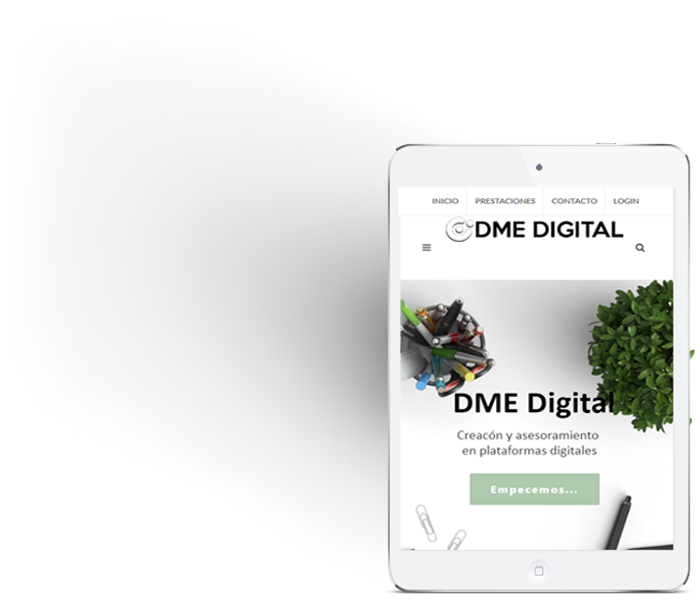 INICIO PRESTACIONES CONTACTO LOGIN
DME DIGITAL
DME Digital
Creacón y asesoramiento
en plataformas digitales
Empecemos...